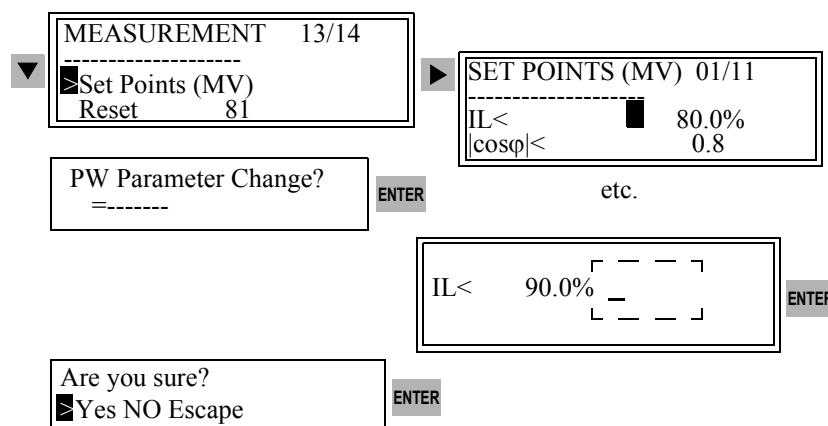 MEASUREMENT 13/14
--------------------
>Set Points (MV)
Reset 81
SET POINTS (MV) 01/11
--------------------
IL< 80.0%
|cosφ|< 0.8
PW Parameter Change?
=-------
ENTER
etc.
IL< 90.0% _
ENTER
Are you sure?
>Yes NO Escape
ENTER